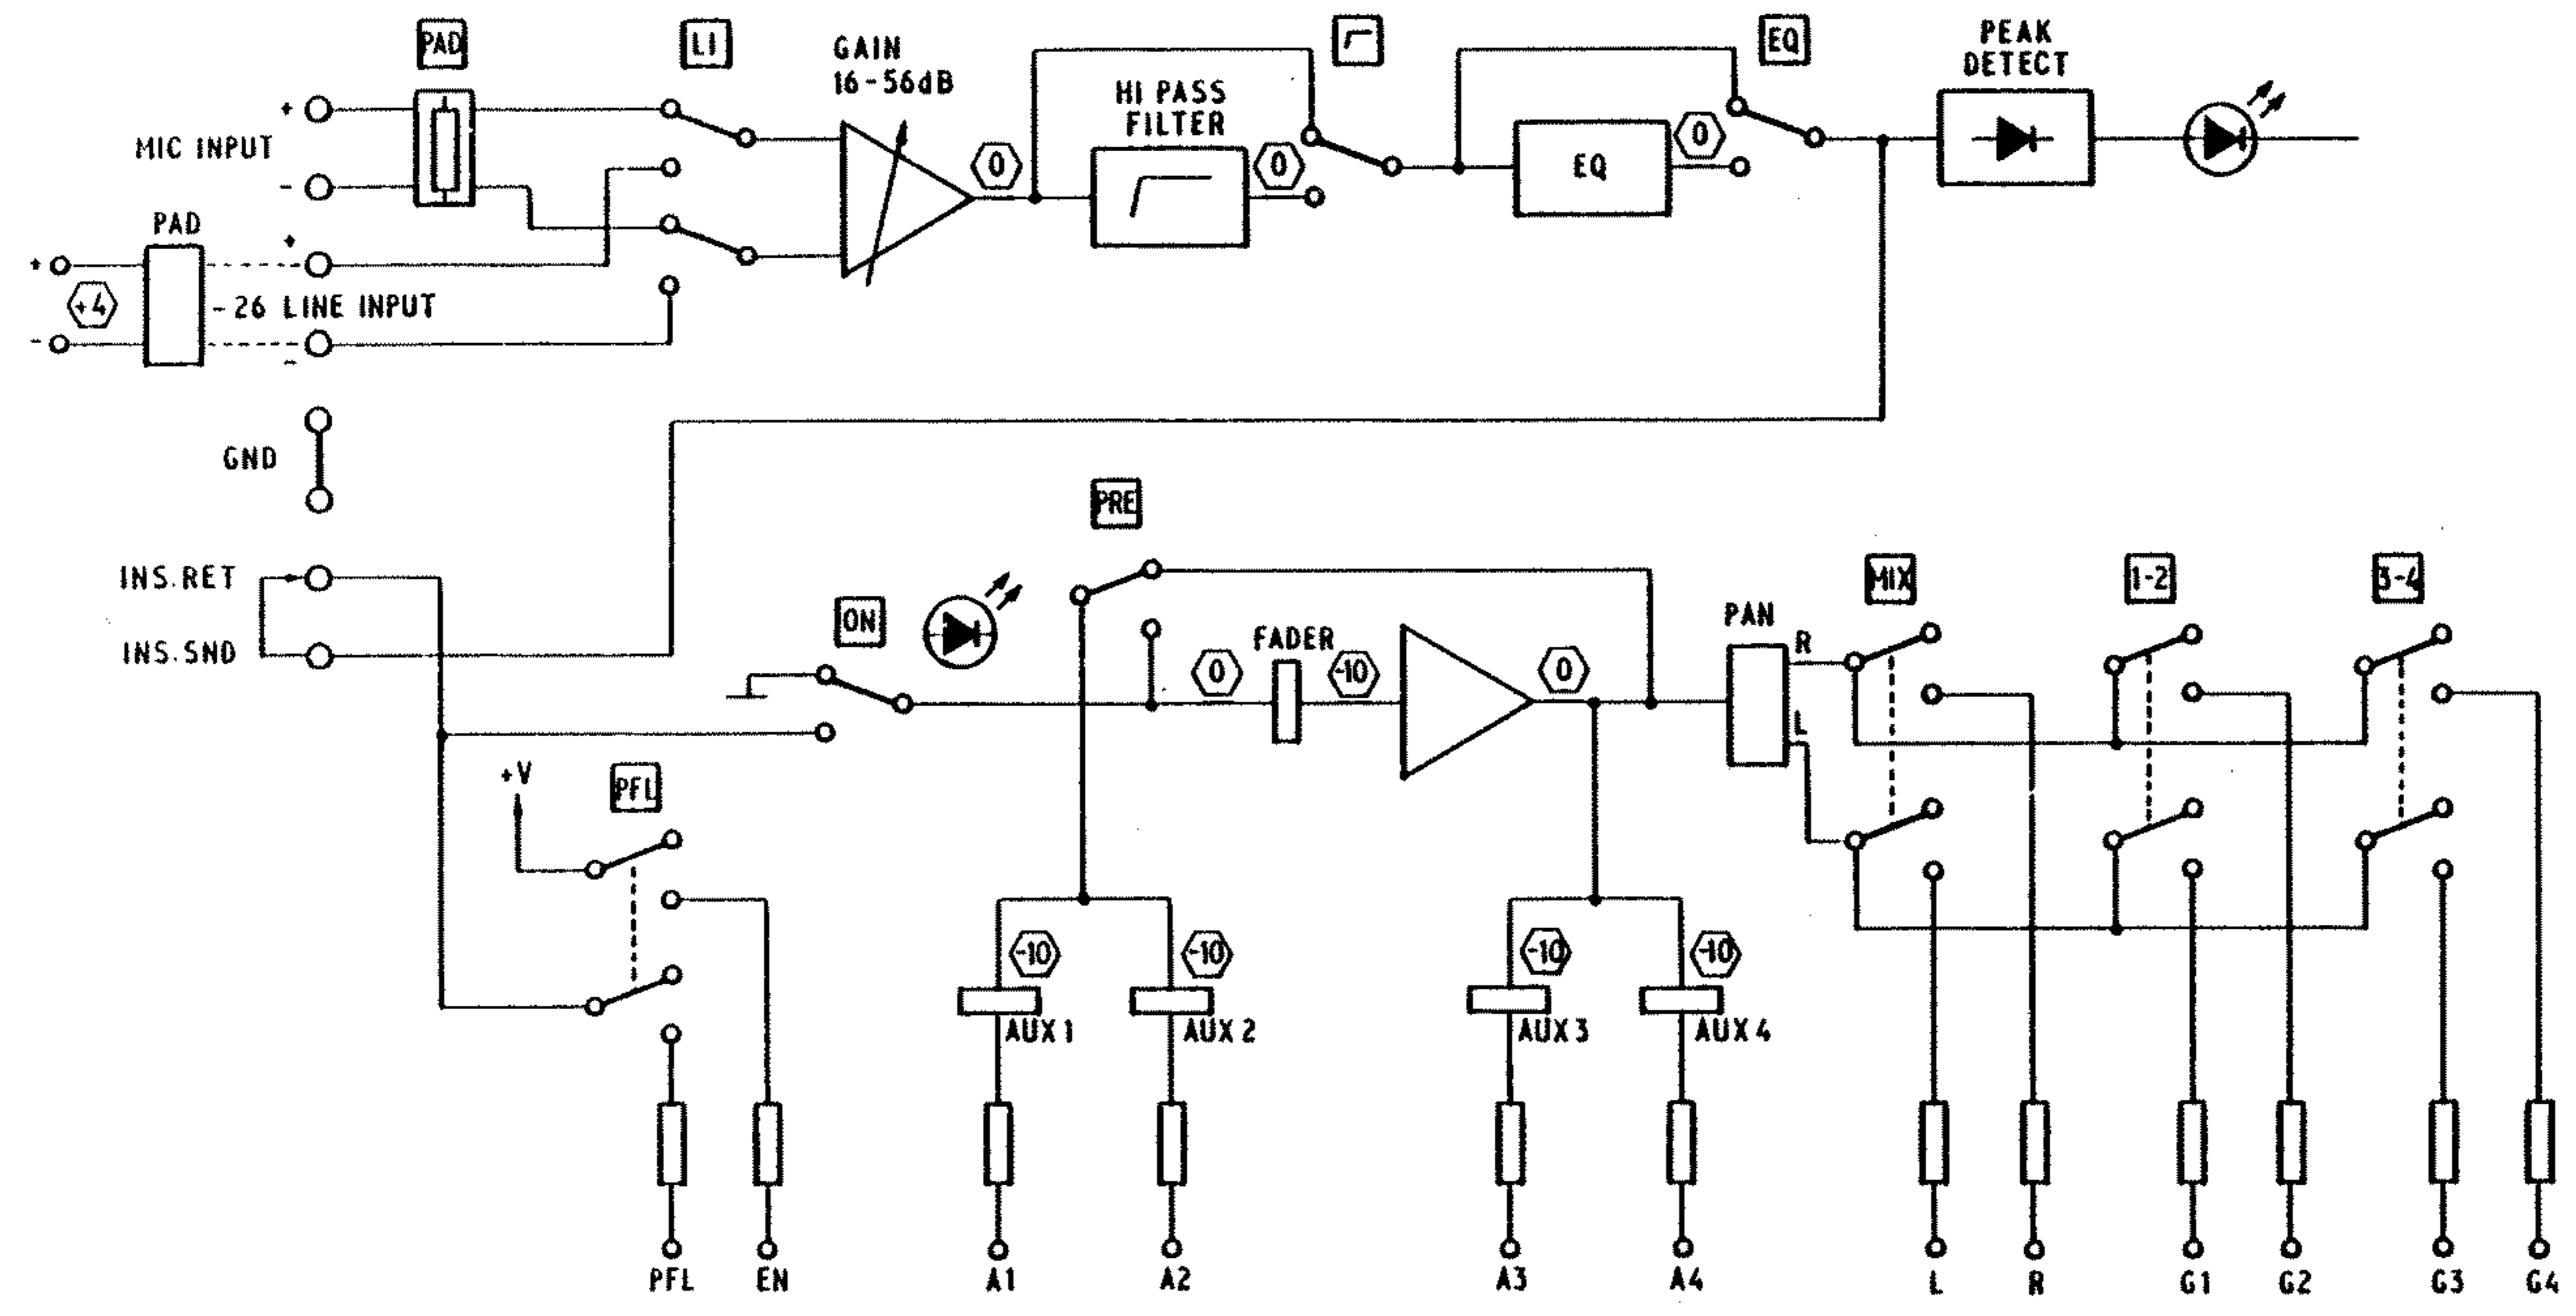 PAD
LI
GAIN
16-56dB
EQ
PEAK
DETECT
HI PASS
FILTER
+
MIC INPUT
-
0
0
0
EQ
PAD
+
+
+4
-26 LINE INPUT
-
-
GND
PRE
INS.RET
INS.SND
ON
FADER
0
-10
0
PAN
R
L
MIX
1-2
3-4
+V
PFL
-10
-10
-10
-10
AUX 1
AUX 2
AUX 3
AUX 4
PFL
EN
A1
A2
A3
A4
L
R
G1
G2
G3
G4